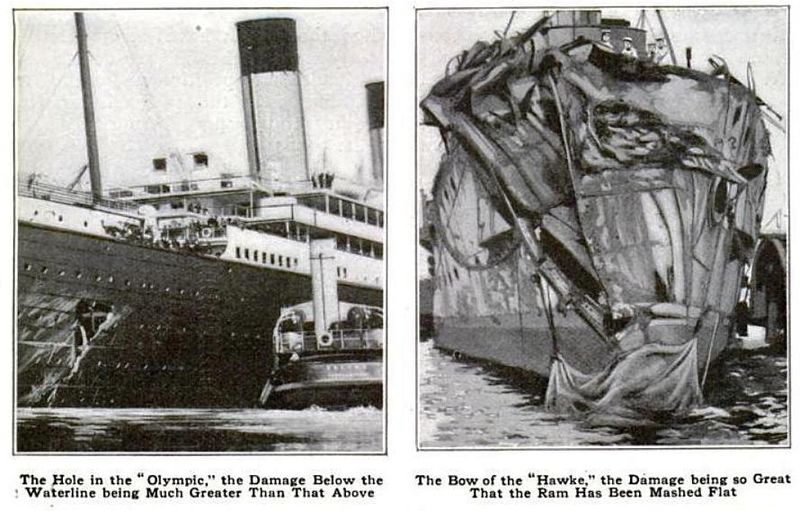 The Hole in the "Olympic," the Damage Below the
Waterline being Much Greater Than That Above
The Bow of the "Hawke," the Damage being so Great
That the Ram Has Been Mashed Flat